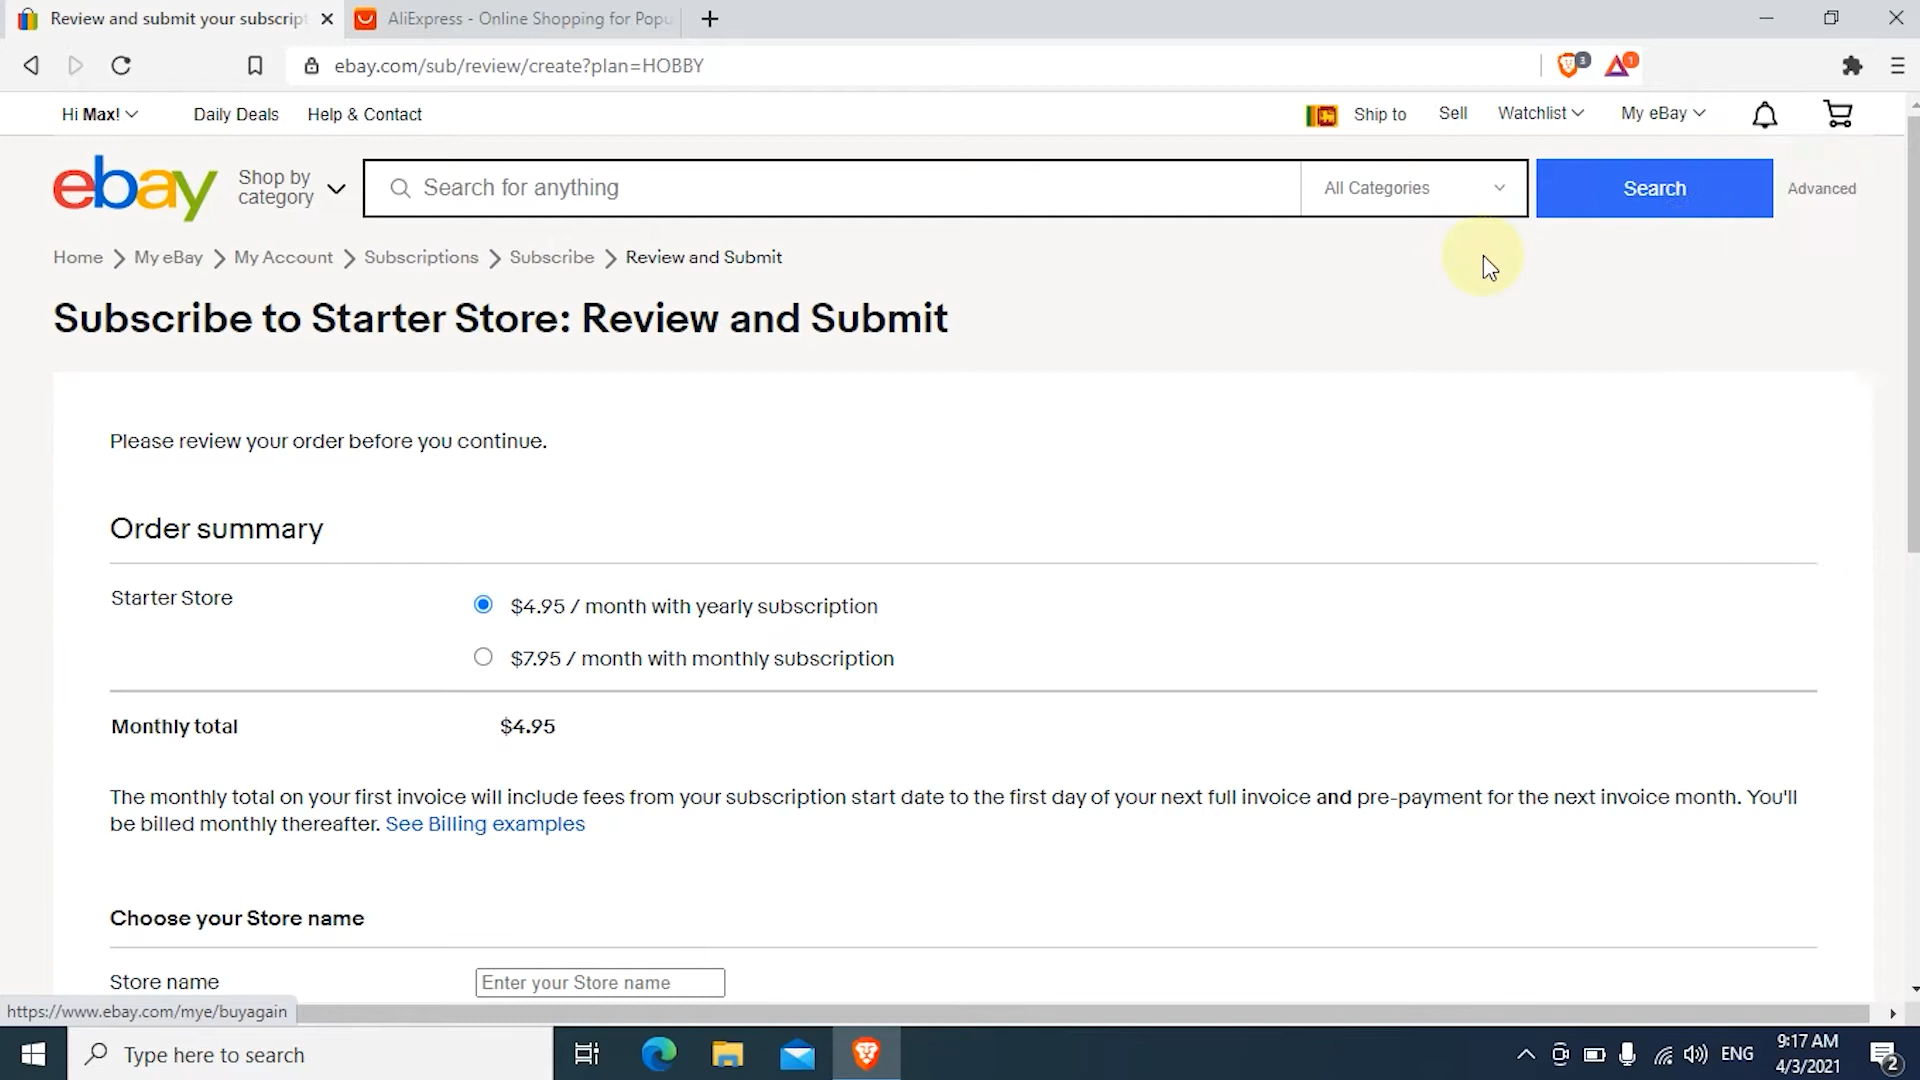 Review and submit your subscript
AliExpress - Online Shopping for Popu
ebay.com/sub/review/create?plan=HOBBY
3
1
Hi Max!
Daily Deals
Help & Contact
Ship to
Sell
Watchlist
My eBay
ebay
Shop by
category
Search for anything
All Categories
Search
Advanced
Home
My eBay
My Account
Subscriptions
Subscribe
Review and Submit
Subscribe to Starter Store: Review and Submit
Please review your order before you continue.
Order summary
Starter Store
$4.95 / month with yearly subscription
$7.95 / month with monthly subscription
Monthly total
$4.95
The monthly total on your first invoice will include fees from your subscription start date to the first day of your next full invoice and pre-payment for the next invoice month. You'll
be billed monthly thereafter. See Billing examples
Choose your Store name
Store name
Enter your Store name
https://www.ebay.com/mye/buyagain
Type here to search
ENG
9:17 AM
4/3/2021
2